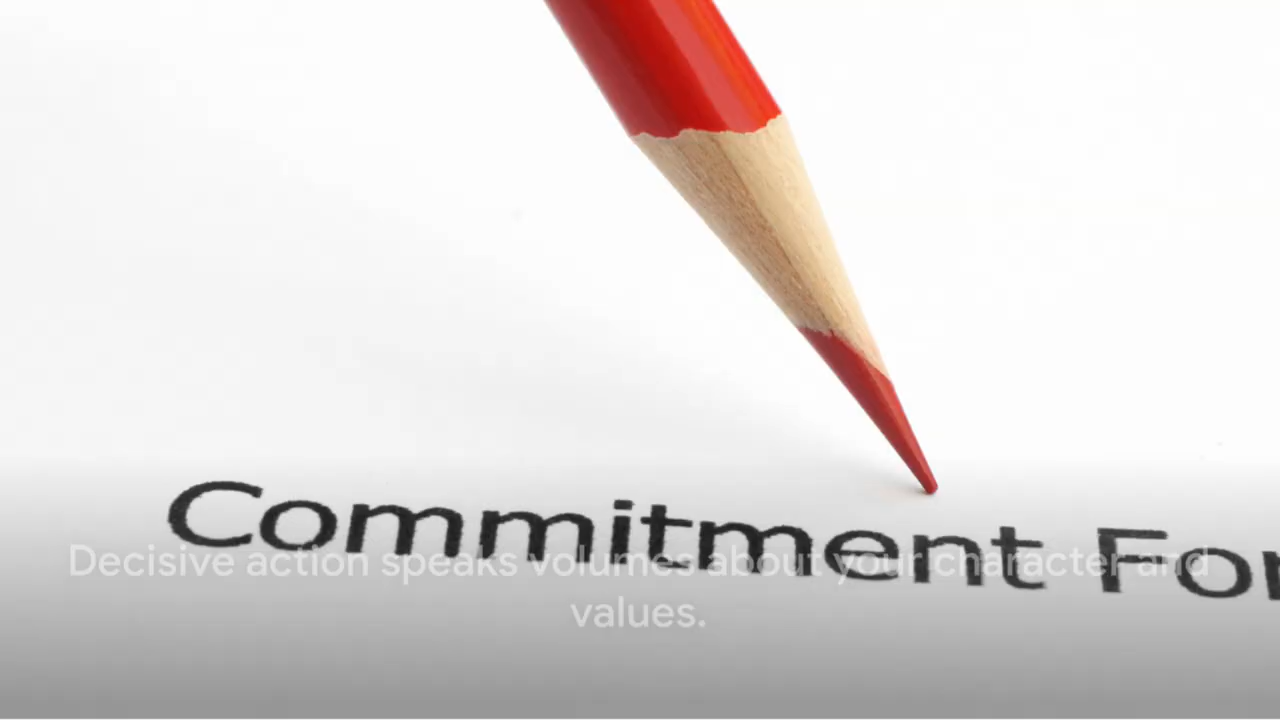 Commitment For
Decisive action speaks volumes about your character and
values.